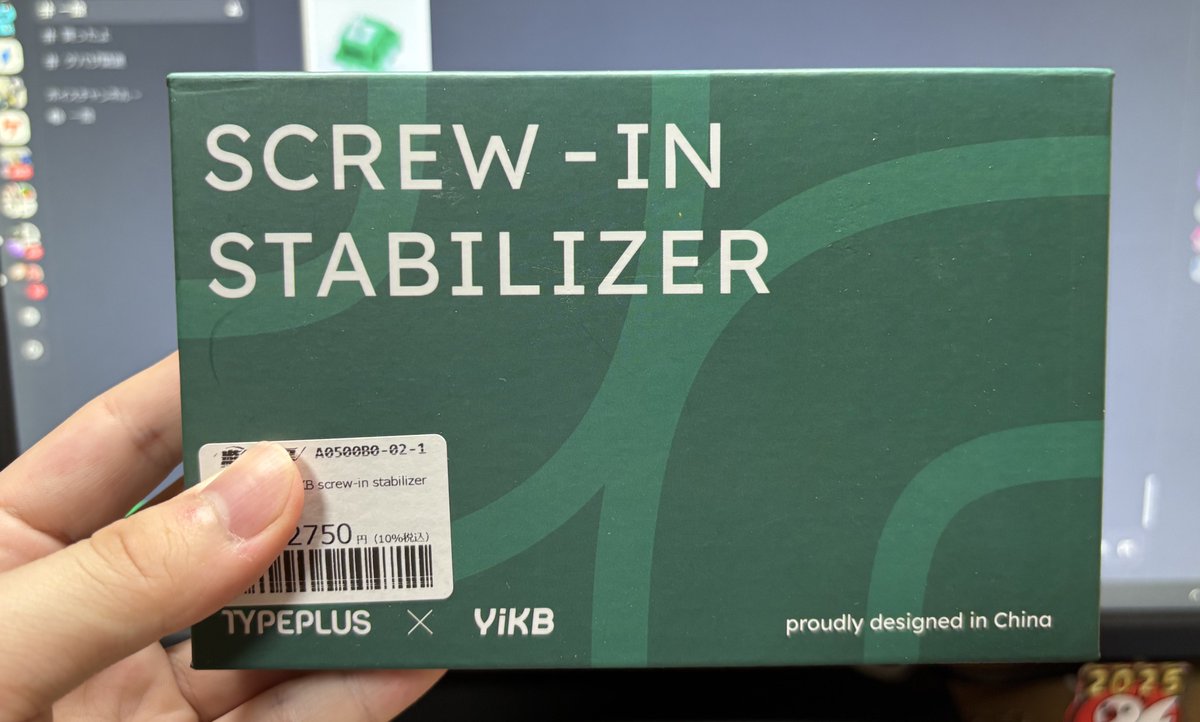 SCREW-IN
STABILIZER
A0500B0-02-1
screw-in stabilizer
2750円 (10%税込)
TYPEPLUS × YiKB
proudly designed in China
2025